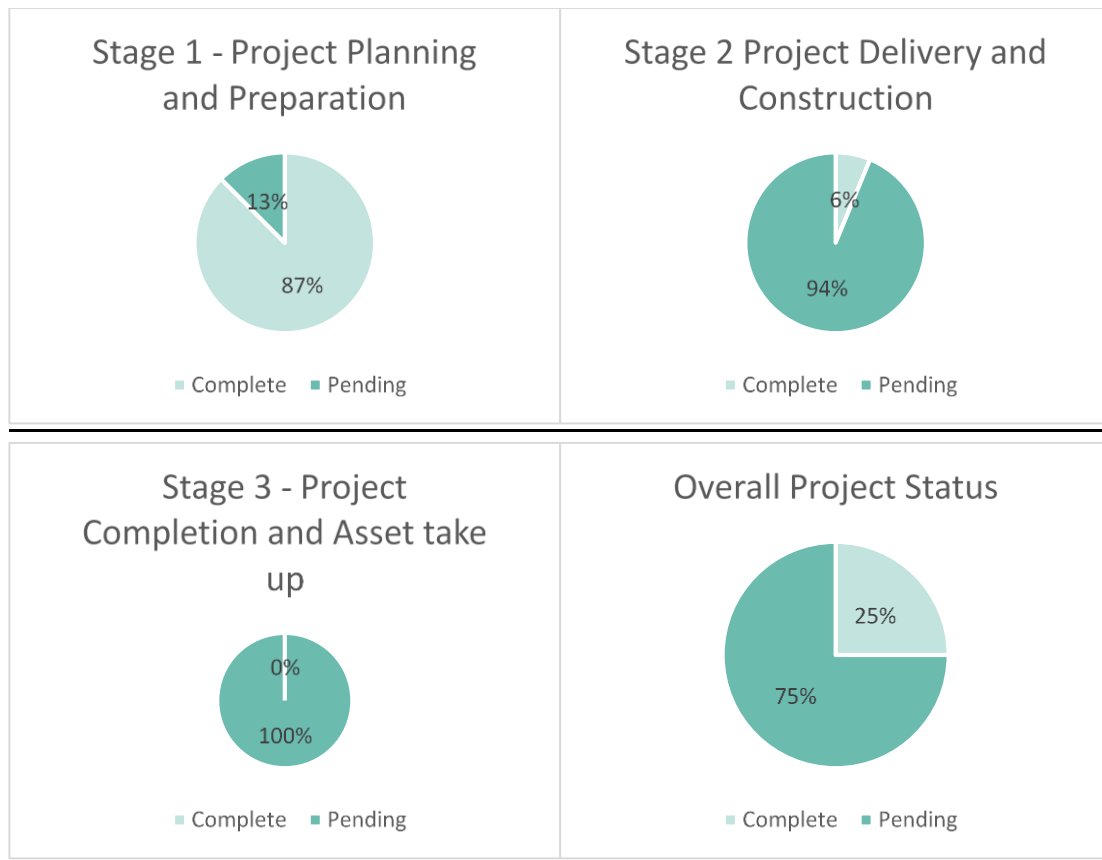 Stage 1 - Project Planning
and Preparation
13%
87%
Complete Pending
Stage 2 Project Delivery and
Construction
6%
94%
Complete Pending
Stage 3 - Project
Completion and Asset take
up
0%
100%
Complete Pending
Overall Project Status
25%
75%
Complete Pending